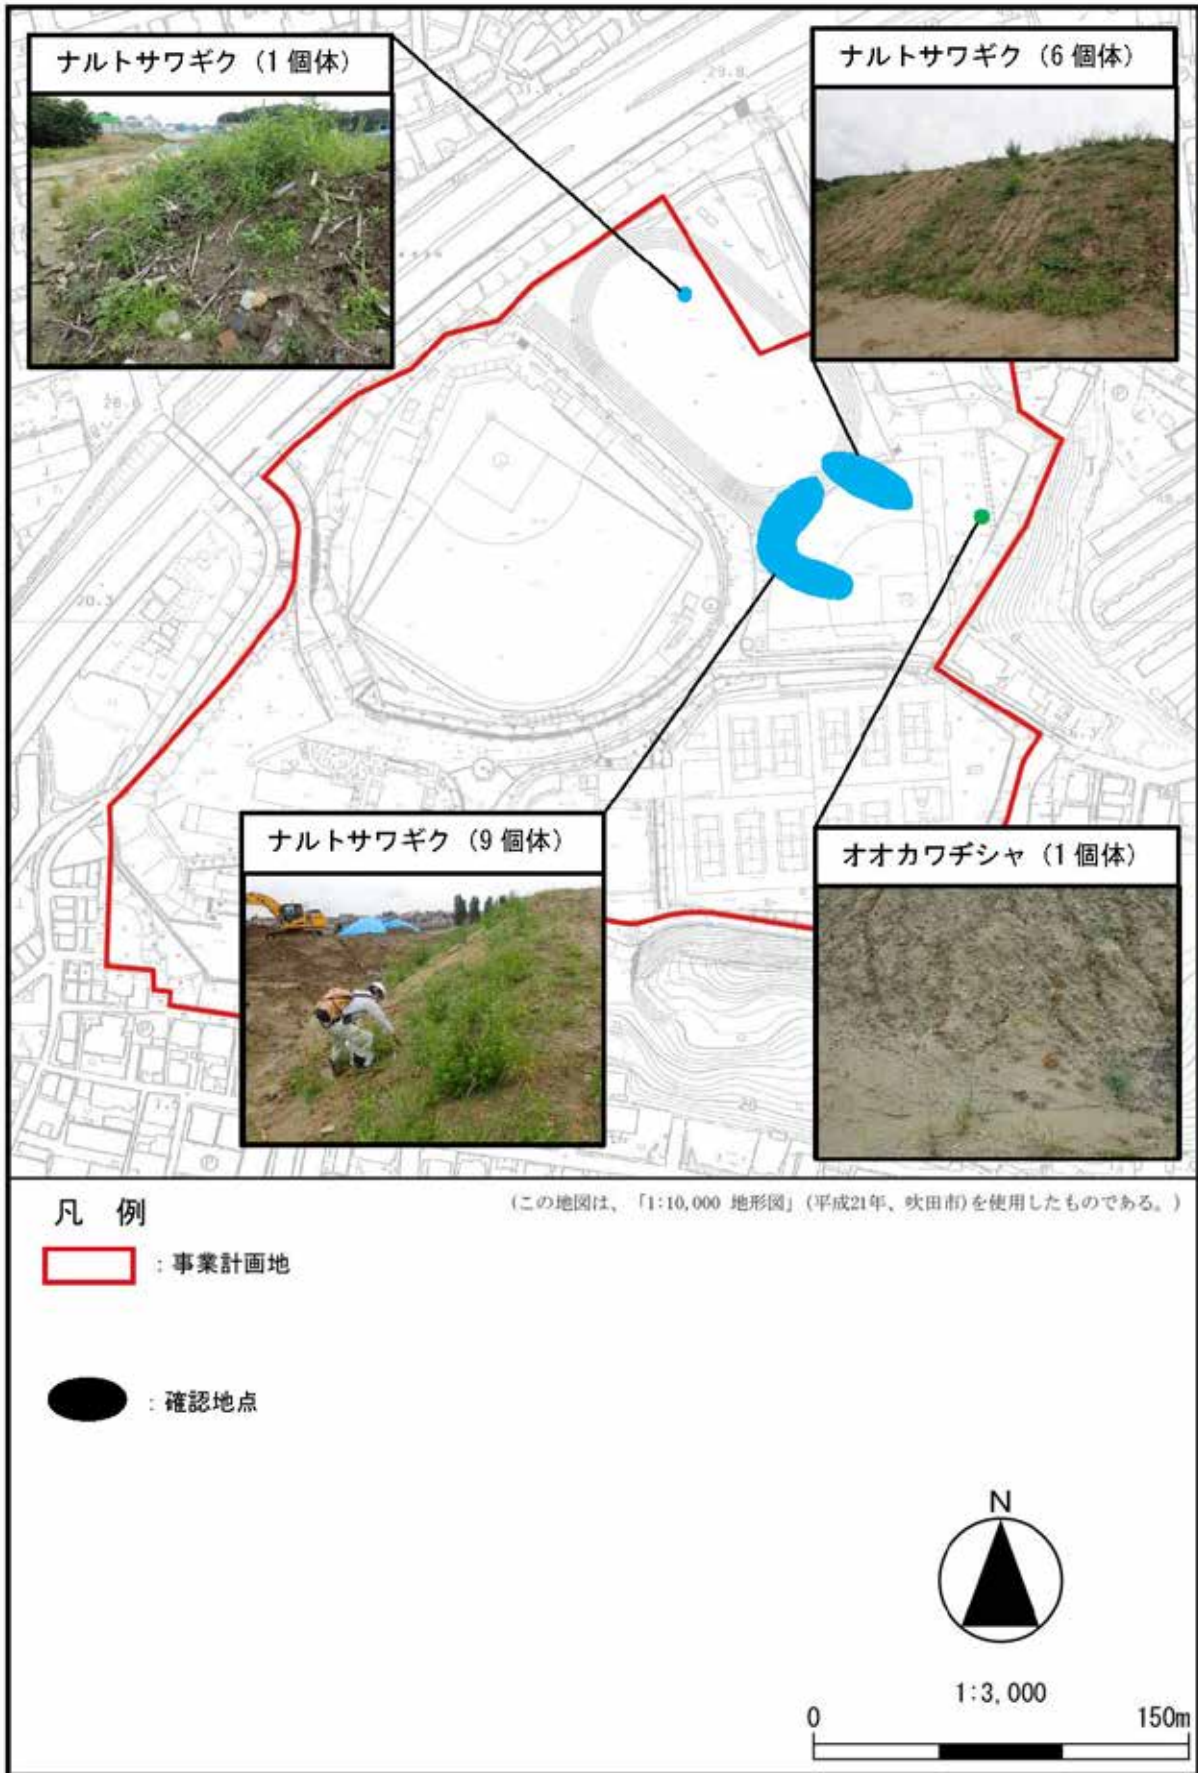 ナルトサワギク（1個体）
ナルトサワギク（6個体）
29.8
20.3
ナルトサワギク（9個体）
オオカワヂシャ（1個体）
凡　例
(この地図は、「1:10,000 地形図」(平成21年、吹田市)を使用したものである。)
：事業計画地
：確認地点
N
1:3,000
0 150m